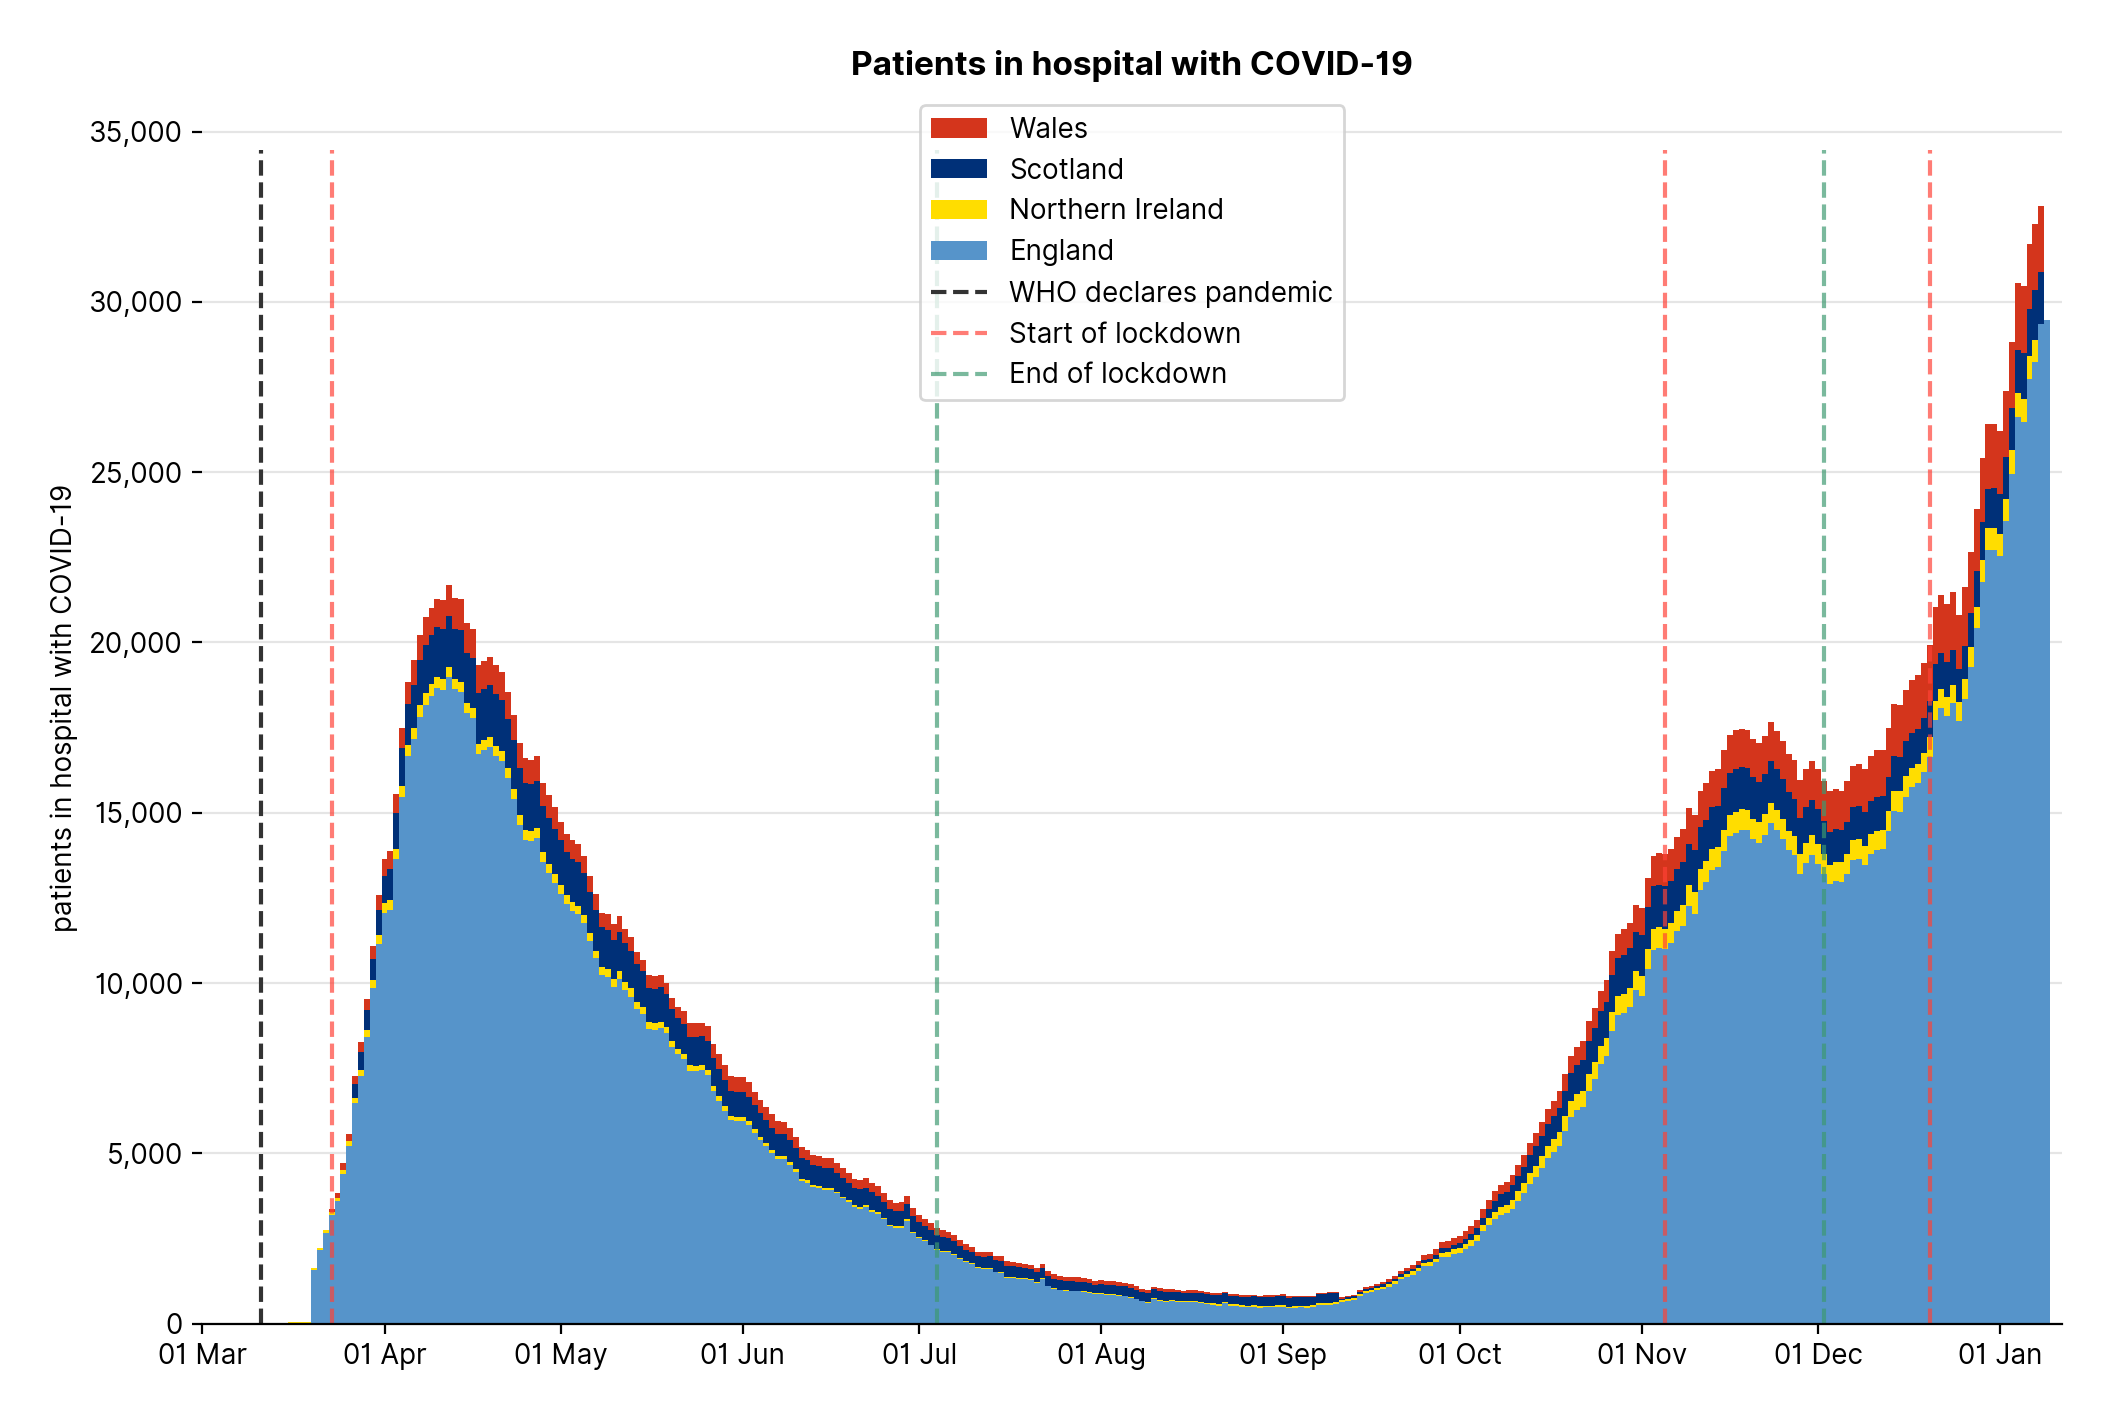 Patients in hospital with COVID-19
Wales
Scotland
Northern Ireland
England
WHO declares pandemic
Start of lockdown
End of lockdown
patients in hospital with COVID-19
35,000
30,000
25,000
20,000
15,000
10,000
5,000
0
01 Mar
01 Apr
01 May
01 Jun
01 Jul
01 Aug
01 Sep
01 Oct
01 Nov
01 Dec
01 Jan